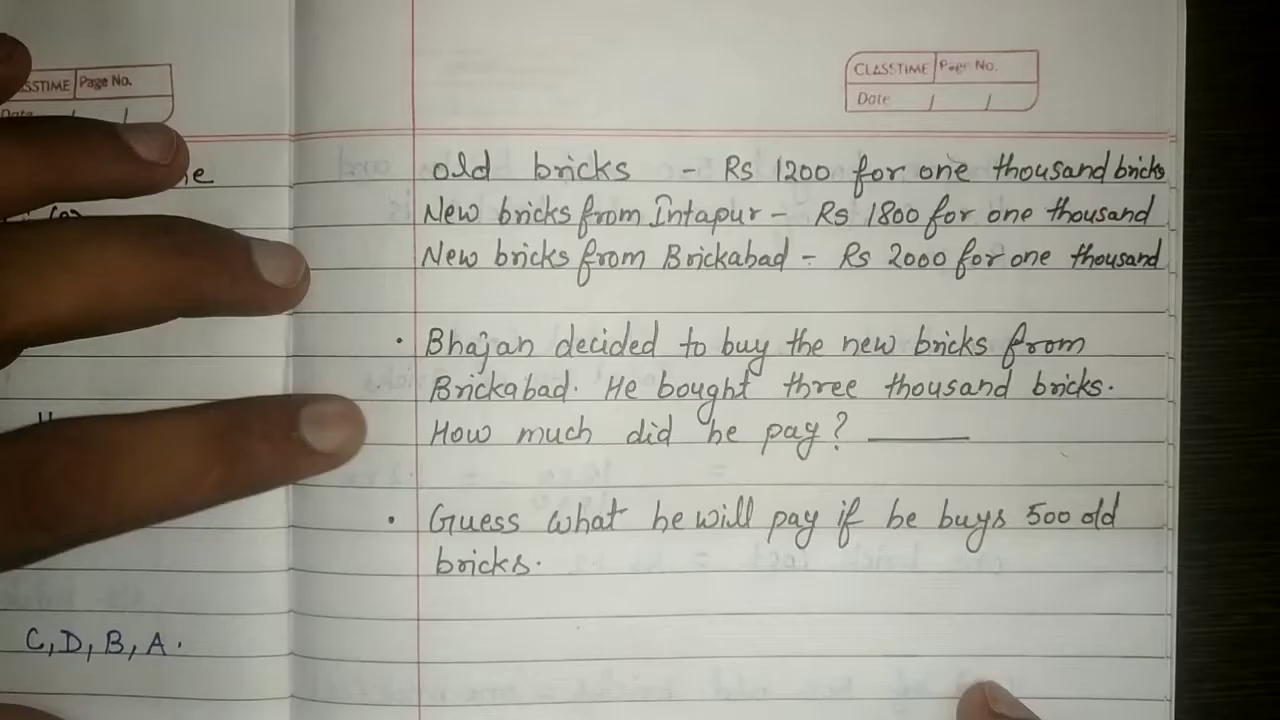 SSTIME Page No.
CLASSTIME Page No.
Date / /
old bricks - Rs 1200 for one thousand bricks
New bricks from Intapur - Rs 1800 for one thousand
New bricks from Brickabad - Rs 2000 for one thousand
• Bhajan decided to buy the new bricks from
Brickabad. He bought three thousand bricks.
How much did he pay? ______
• Guess what he will pay if he buys 500 old
bricks.
C, D, B, A.